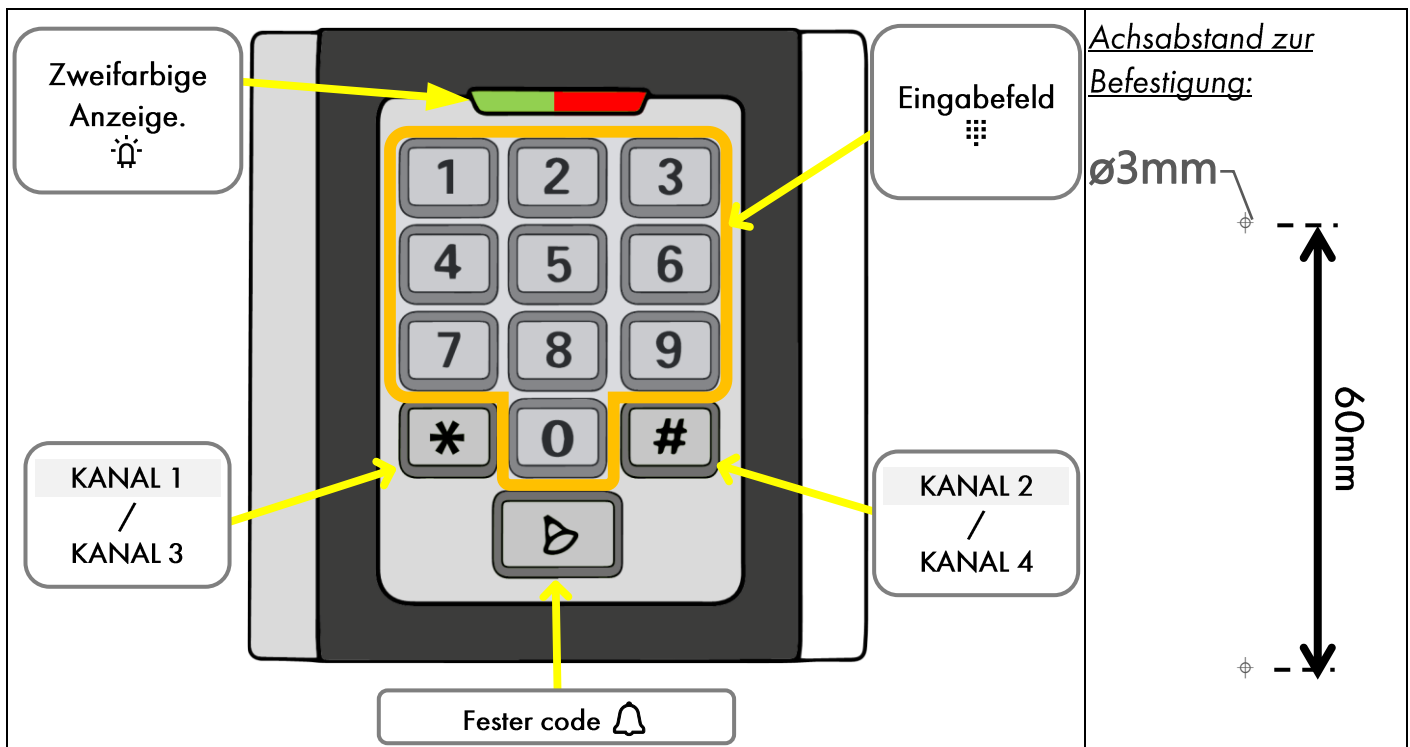 Zweifarbige
Anzeige.
Eingabefeld
1 2 3
4 5 6
7 8 9
* 0 #
KANAL 1
/
KANAL 3
KANAL 2
/
KANAL 4
Fester code
Achsabstand zur
Befestigung:
ø3mm
60mm